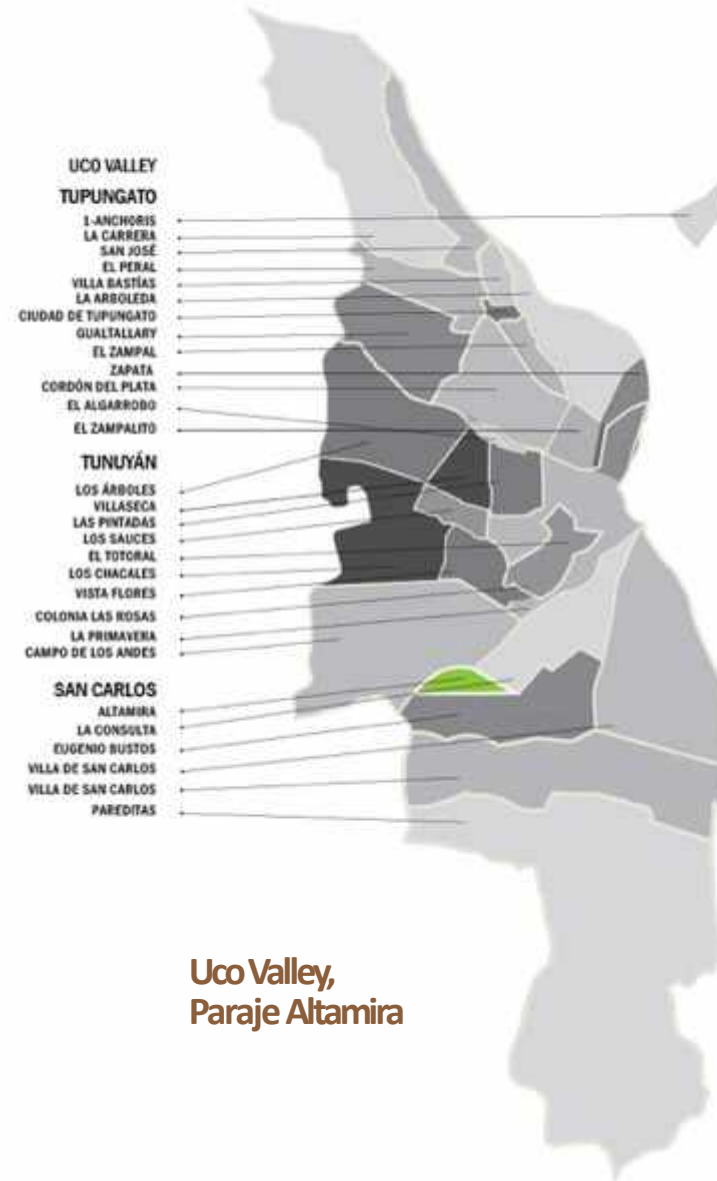 UCO VALLEY
TUPUNGATO
1-ANCHORIS
LA CARRERA
SAN JOSÉ
EL PERAL
VILLA BASTÍAS
LA ARBOLEDA
CIUDAD DE TUPUNGATO
GUALTALLARY
EL ZAMPAL
ZAPATA
CORDÓN DEL PLATA
EL ALGARROBO
EL ZAMPALITO
TUNUYÁN
LOS ÁRBOLES
VILLASECA
LAS PINTADAS
LOS SAUCES
EL TOTORAL
LOS CHACALES
VISTA FLORES
COLONIA LAS ROSAS
LA PRIMAVERA
CAMPO DE LOS ANDES
SAN CARLOS
ALTAMIRA
LA CONSULTA
EUGENIO BUSTOS
VILLA DE SAN CARLOS
VILLA DE SAN CARLOS
PAREDITAS
Uco Valley,
Paraje Altamira